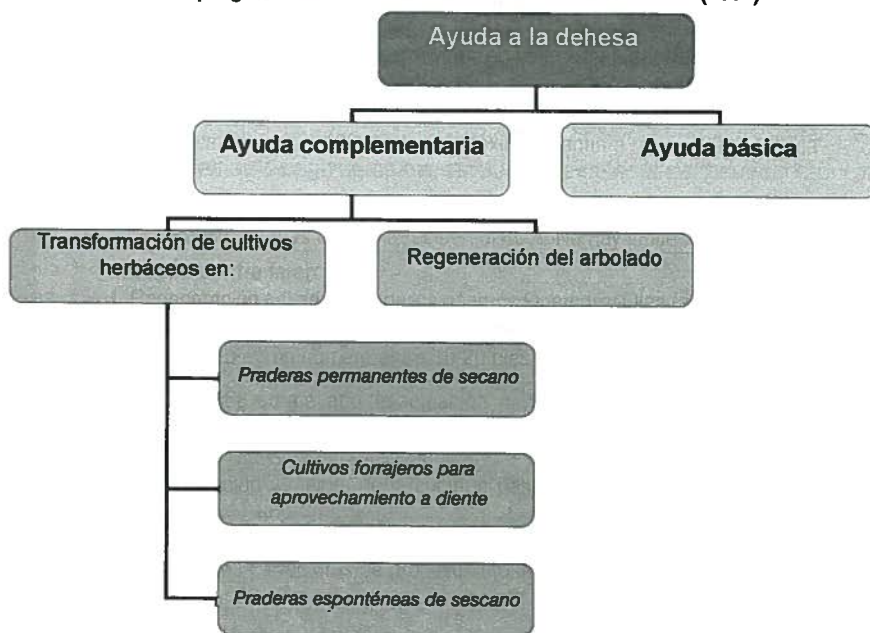 Ayuda a la dehesa
Ayuda complementaria
Ayuda básica
Transformación de cultivos
herbáceos en:
Regeneración del arbolado
Praderas permanentes de secano
Cultivos forrajeros para
aprovechamiento a diente
Praderas esponténeas de sescano